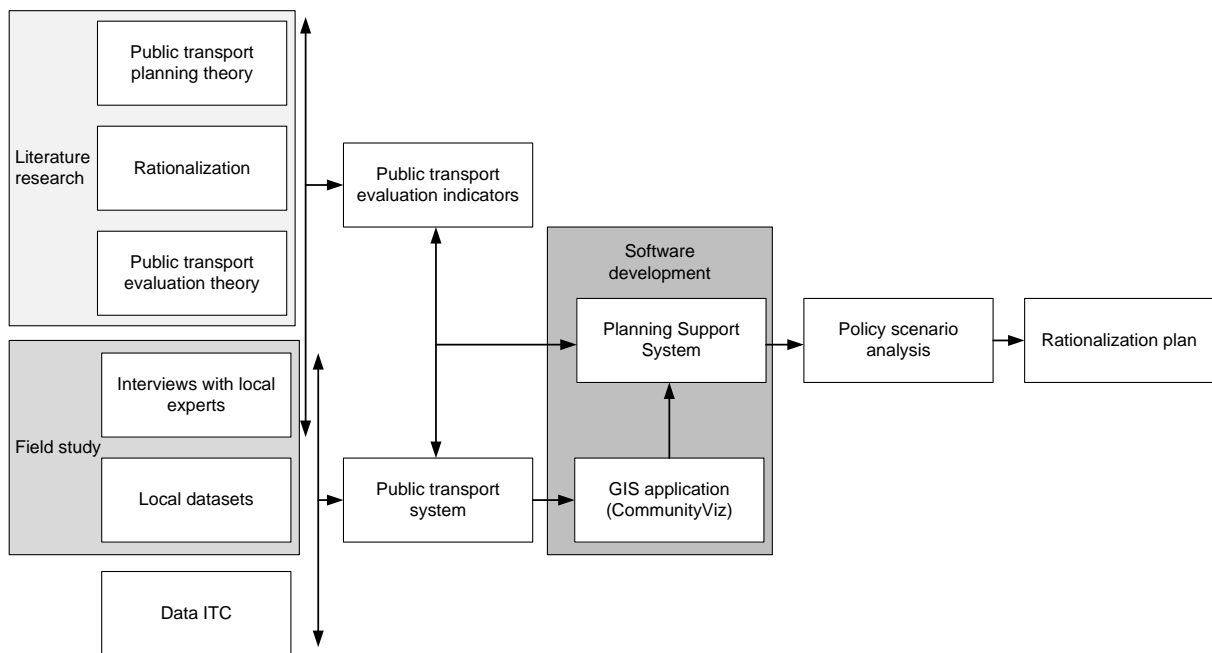 Literature
research
Public transport
planning theory
Rationalization
Public transport
evaluation theory
Field study
Interviews with local
experts
Local datasets
Data ITC
Public transport
evaluation indicators
Public transport
system
Software
development
Planning Support
System
GIS application
(CommunityViz)
Policy scenario
analysis
Rationalization plan